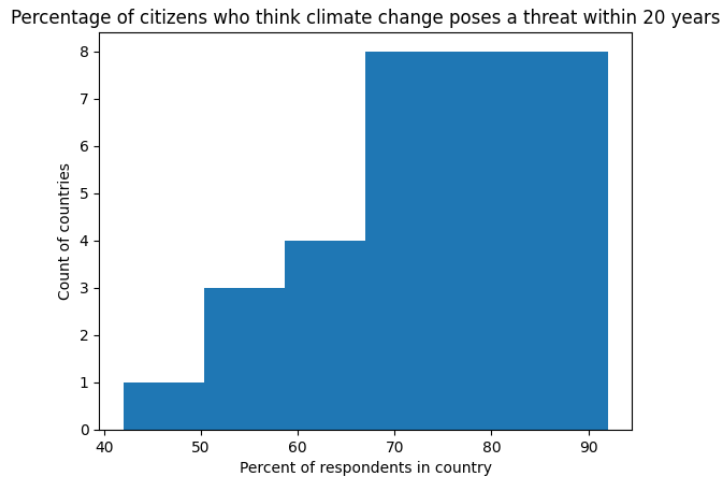 Percentage of citizens who think climate change poses a threat within 20 years
8
7
6
5
4
3
2
1
0
Count of countries
40 50 60 70 80 90
Percent of respondents in country